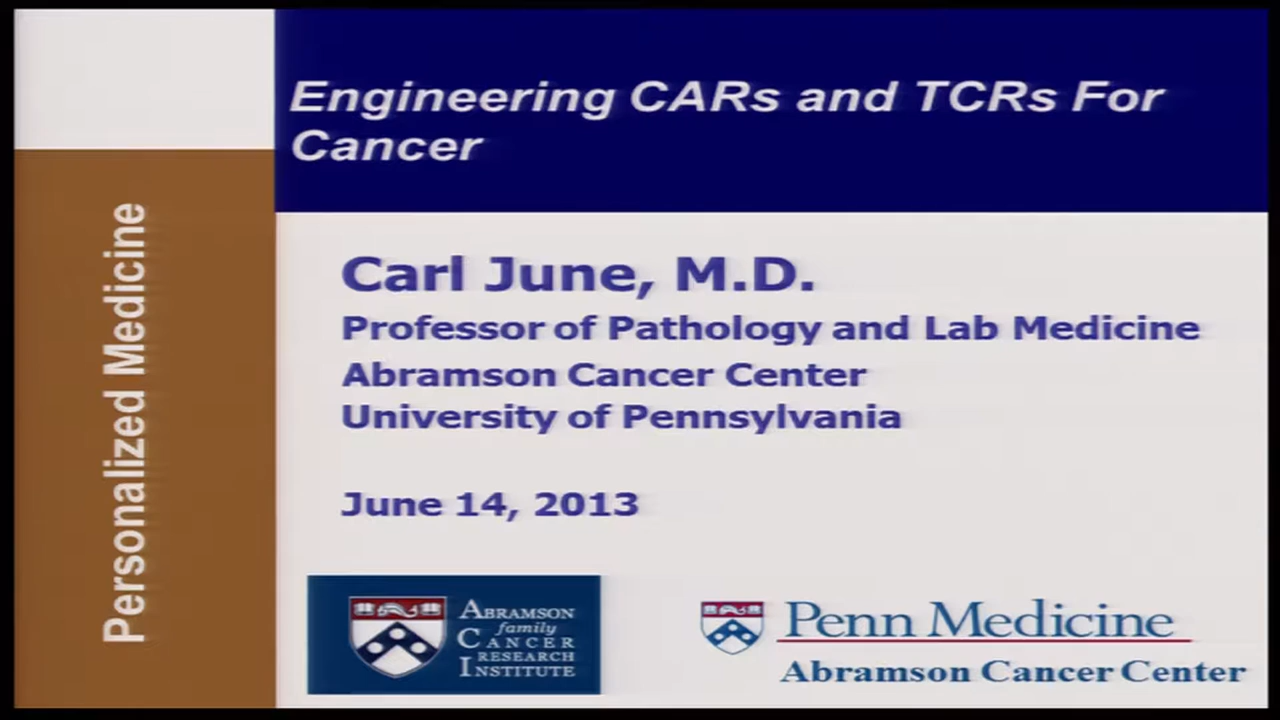 Engineering CARs and TCRs For
Cancer
Personalized Medicine
Carl June, M.D.
Professor of Pathology and Lab Medicine
Abramson Cancer Center
University of Pennsylvania
June 14, 2013
ABRAMSON
family
CANCER
RESEARCH
INSTITUTE
Penn Medicine
Abramson Cancer Center